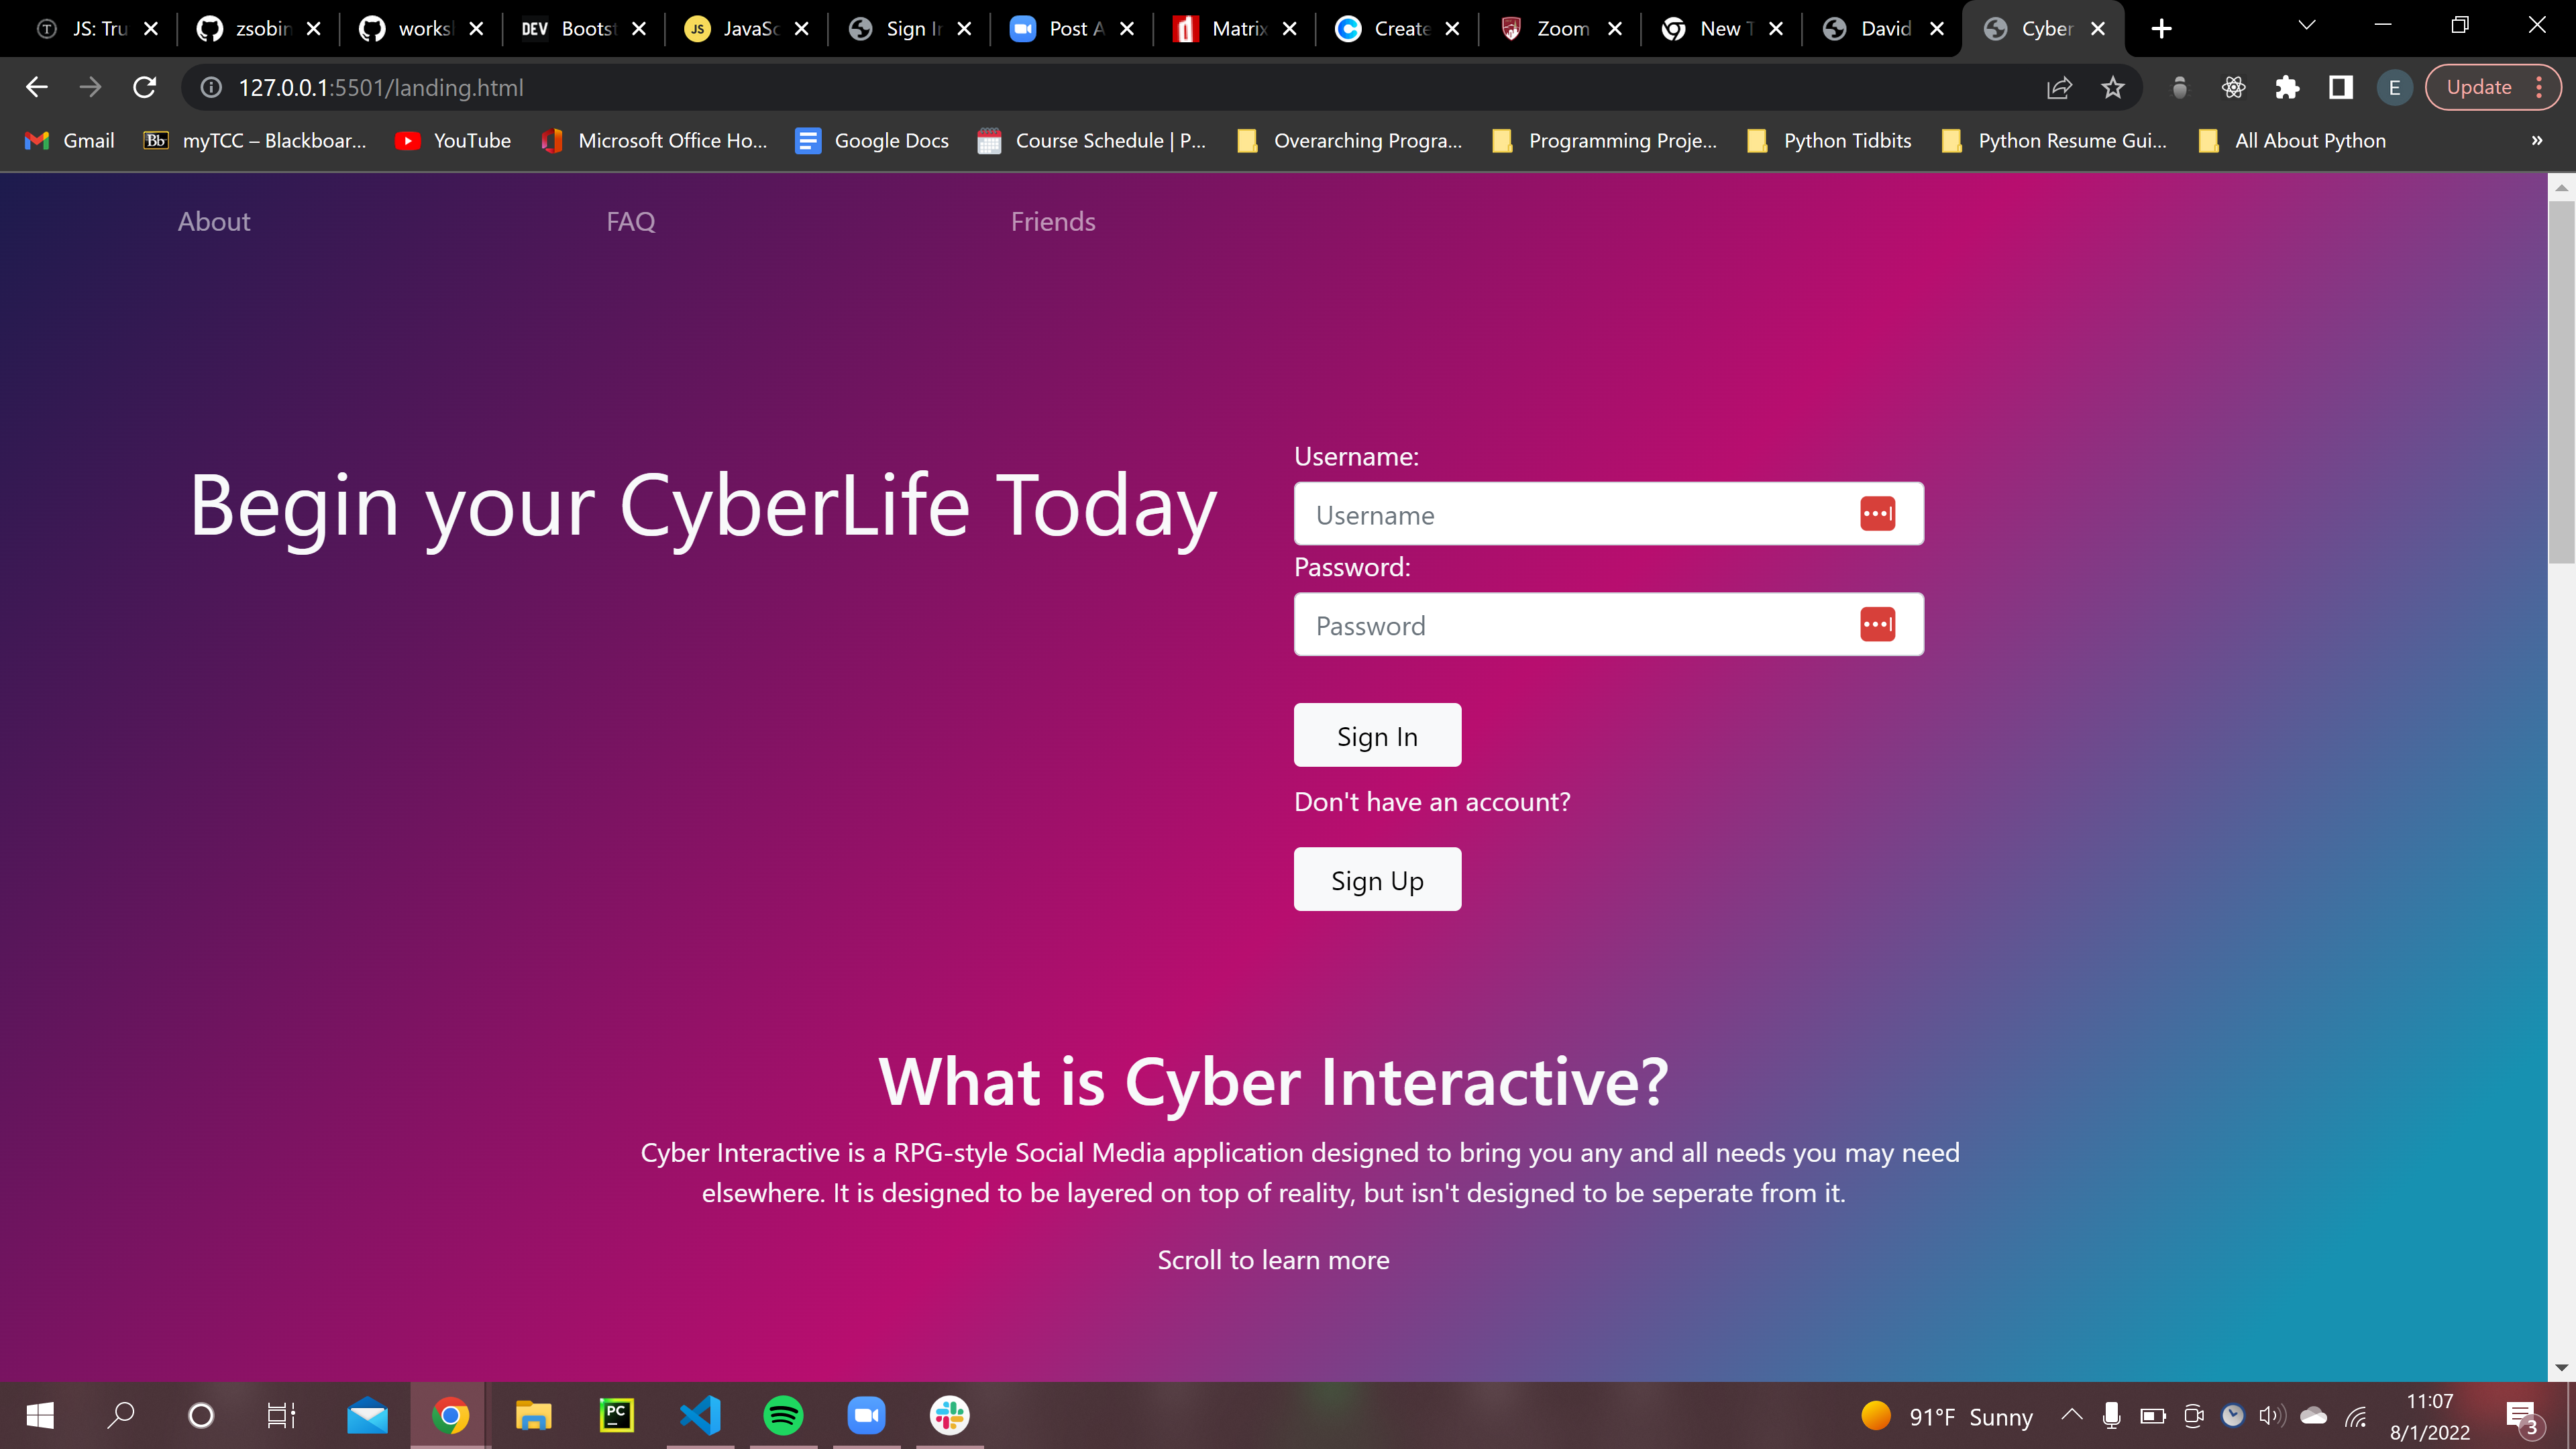 JS: Tru
zsobin
works
DEV Boots
JS JavaSc
Sign I
Post A
Matrix
Create
Zoom
New T
David
Cyber
127.0.0.1:5501/landing.html
E
Update
Gmail
Bb myTCC – Blackboar...
YouTube
Microsoft Office Ho...
Google Docs
Course Schedule | P...
Overarching Progra...
Programming Proje...
Python Tidbits
Python Resume Gui...
All About Python
»
About
FAQ
Friends
Begin your CyberLife Today
Username:
Username
Password:
Password
Sign In
Don't have an account?
Sign Up
What is Cyber Interactive?
Cyber Interactive is a RPG-style Social Media application designed to bring you any and all needs you may need
elsewhere. It is designed to be layered on top of reality, but isn't designed to be seperate from it.
Scroll to learn more
PC
91°F Sunny
11:07
8/1/2022
3